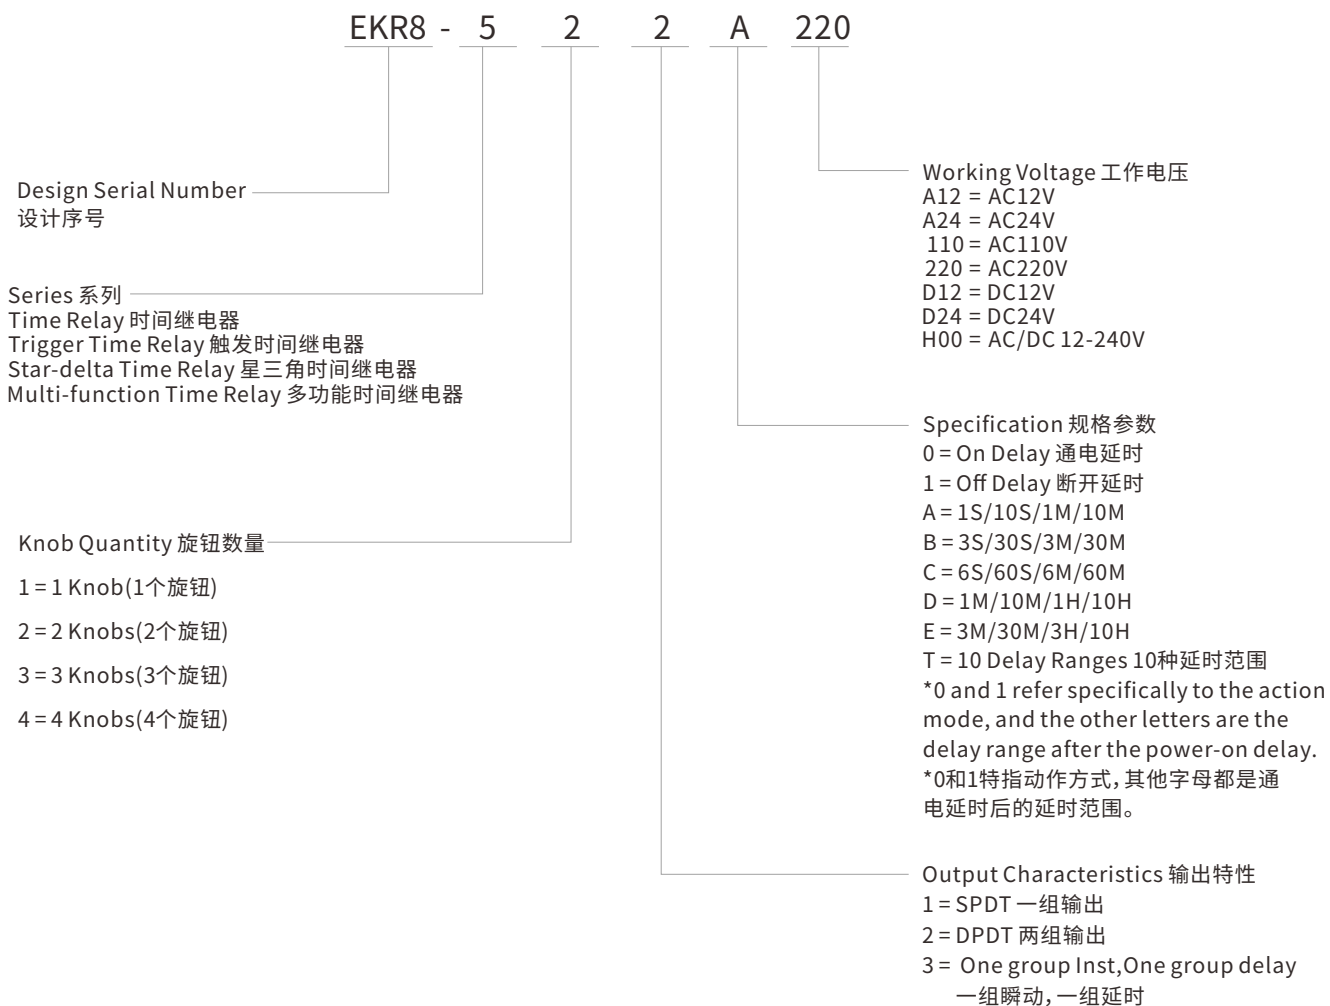 EKR8 - 5 2 2 A 220
Design Serial Number
设计序号
Series 系列
Time Relay 时间继电器
Trigger Time Relay 触发时间继电器
Star-delta Time Relay 星三角时间继电器
Multi-function Time Relay 多功能时间继电器
Knob Quantity 旋钮数量
1 = 1 Knob(1个旋钮)
2 = 2 Knobs(2个旋钮)
3 = 3 Knobs(3个旋钮)
4 = 4 Knobs(4个旋钮)
Working Voltage 工作电压
A12 = AC12V
A24 = AC24V
110 = AC110V
220 = AC220V
D12 = DC12V
D24 = DC24V
H00 = AC/DC 12-240V
Specification 规格参数
0 = On Delay 通电延时
1 = Off Delay 断开延时
A = 1S/10S/1M/10M
B = 3S/30S/3M/30M
C = 6S/60S/6M/60M
D = 1M/10M/1H/10H
E = 3M/30M/3H/10H
T = 10 Delay Ranges 10种延时范围
*0 and 1 refer specifically to the action
mode, and the other letters are the
delay range after the power-on delay.
*0和1特指动作方式，其他字母都是通
电延时后的延时范围。
Output Characteristics 输出特性
1 = SPDT 一组输出
2 = DPDT 两组输出
3 = One group Inst,One group delay
一组瞬动，一组延时